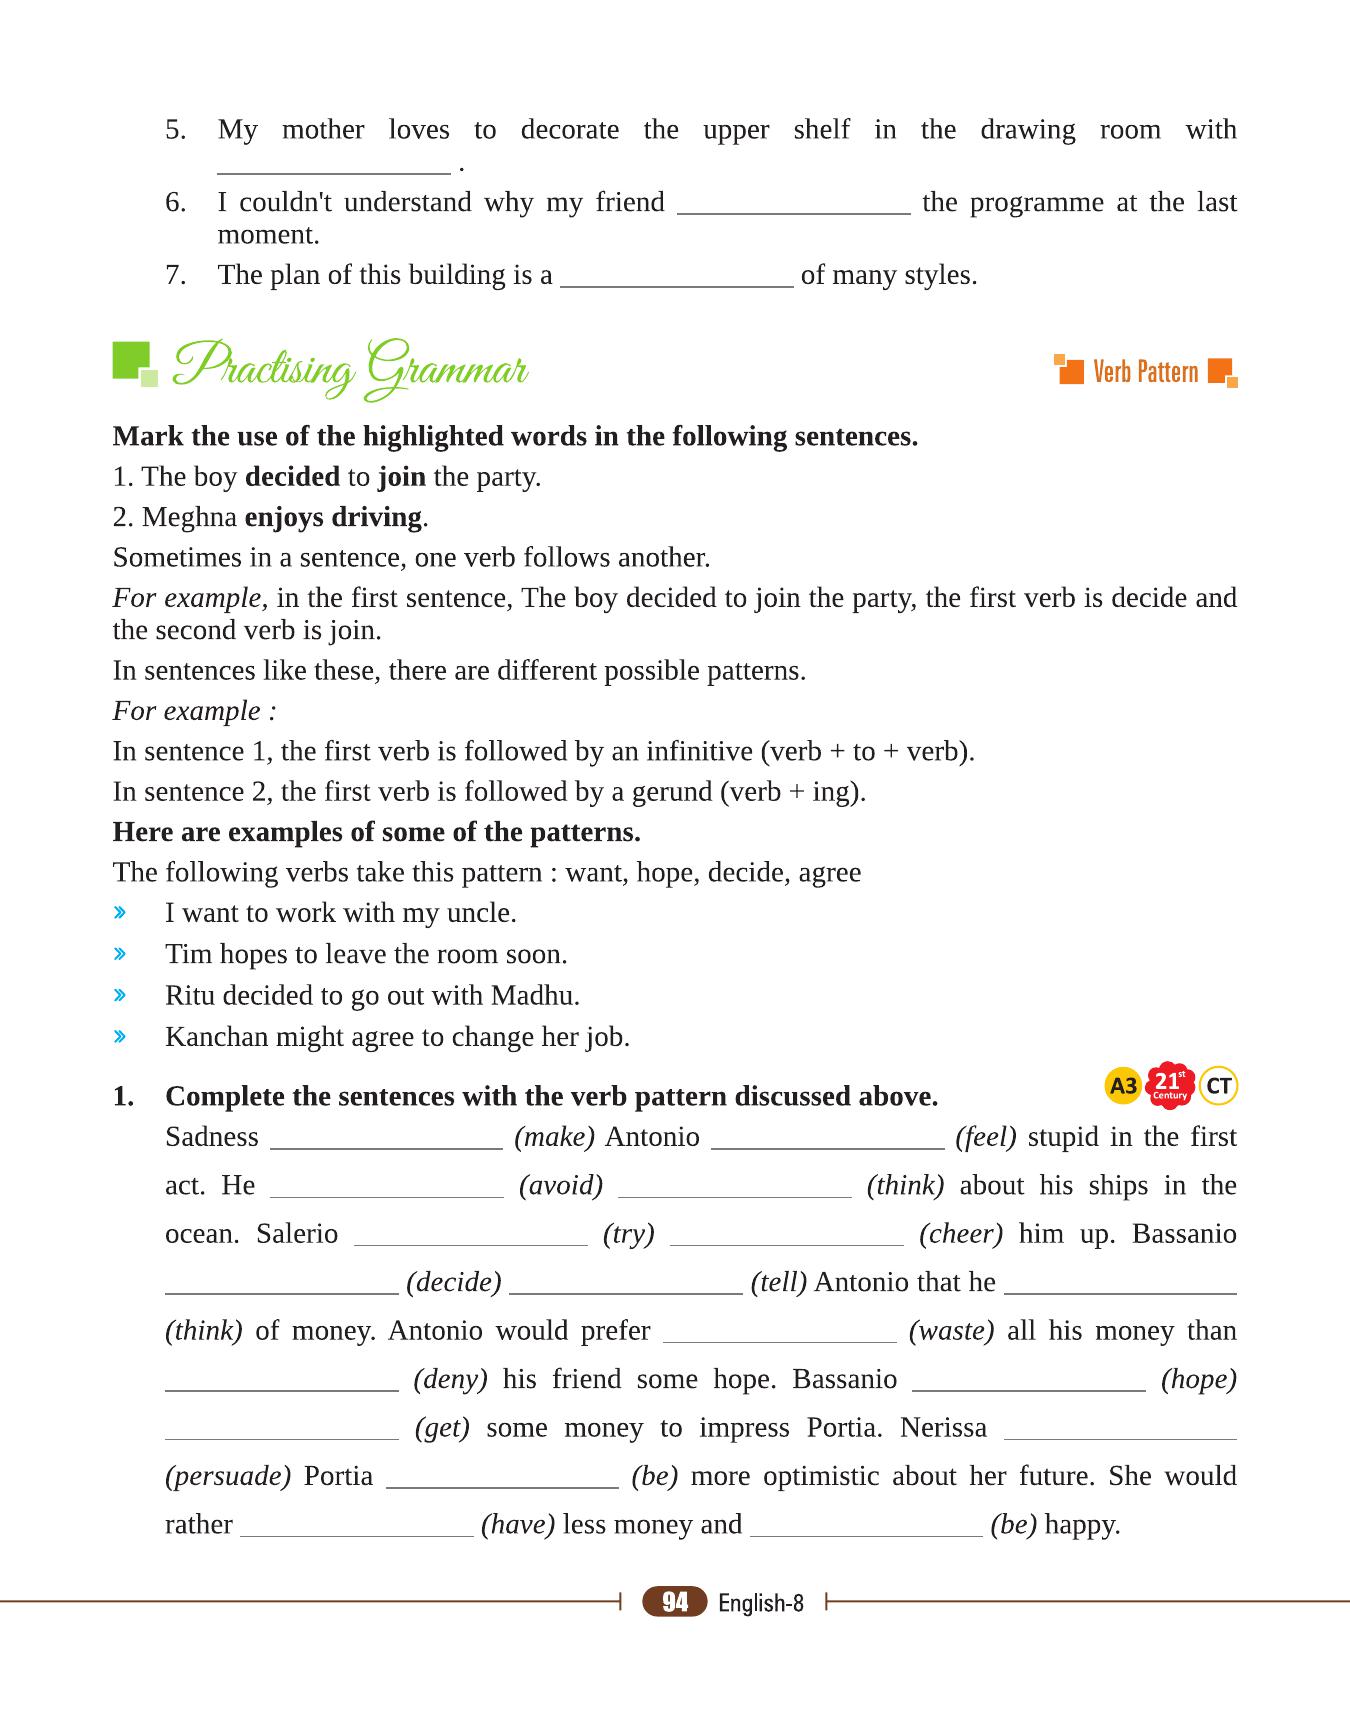 5. My mother loves to decorate the upper shelf in the drawing room with
________________ .
6. I couldn't understand why my friend ________________ the programme at the last
moment.
7. The plan of this building is a ________________ of many styles.
Practising Grammar
Verb Pattern
Mark the use of the highlighted words in the following sentences.
1. The boy decided to join the party.
2. Meghna enjoys driving.
Sometimes in a sentence, one verb follows another.
For example, in the first sentence, The boy decided to join the party, the first verb is decide and
the second verb is join.
In sentences like these, there are different possible patterns.
For example :
In sentence 1, the first verb is followed by an infinitive (verb + to + verb).
In sentence 2, the first verb is followed by a gerund (verb + ing).
Here are examples of some of the patterns.
The following verbs take this pattern : want, hope, decide, agree
» I want to work with my uncle.
» Tim hopes to leave the room soon.
» Ritu decided to go out with Madhu.
» Kanchan might agree to change her job.
A3 21st Century CT
1. Complete the sentences with the verb pattern discussed above.
Sadness ________________ (make) Antonio ________________ (feel) stupid in the first
act. He ________________ (avoid) ________________ (think) about his ships in the
ocean. Salerio ________________ (try) ________________ (cheer) him up. Bassanio
________________ (decide) ________________ (tell) Antonio that he ________________
(think) of money. Antonio would prefer ________________ (waste) all his money than
________________ (deny) his friend some hope. Bassanio ________________ (hope)
________________ (get) some money to impress Portia. Nerissa ________________
(persuade) Portia ________________ (be) more optimistic about her future. She would
rather ________________ (have) less money and ________________ (be) happy.
94 English-8